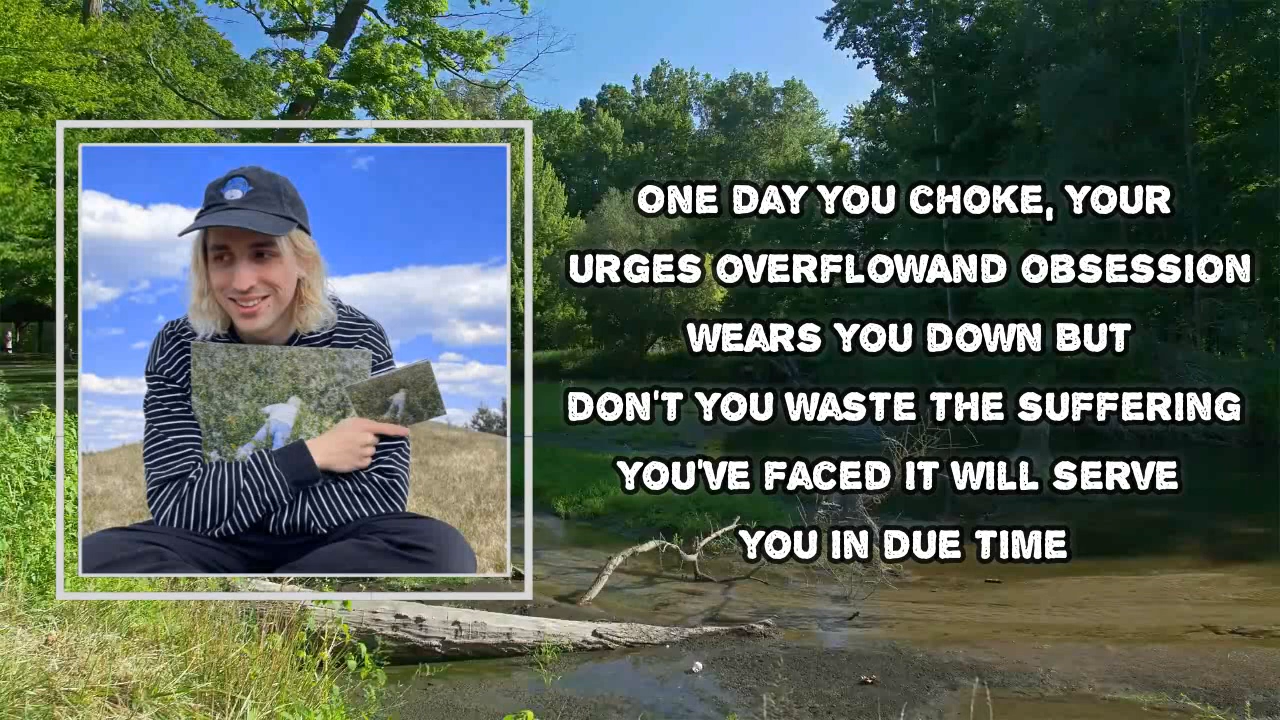 ONE DAY YOU CHOKE, YOUR
URGES OVERFLOWAND OBSESSION
WEARS YOU DOWN BUT
DON'T YOU WASTE THE SUFFERING
YOU'VE FACED IT WILL SERVE
YOU IN DUE TIME